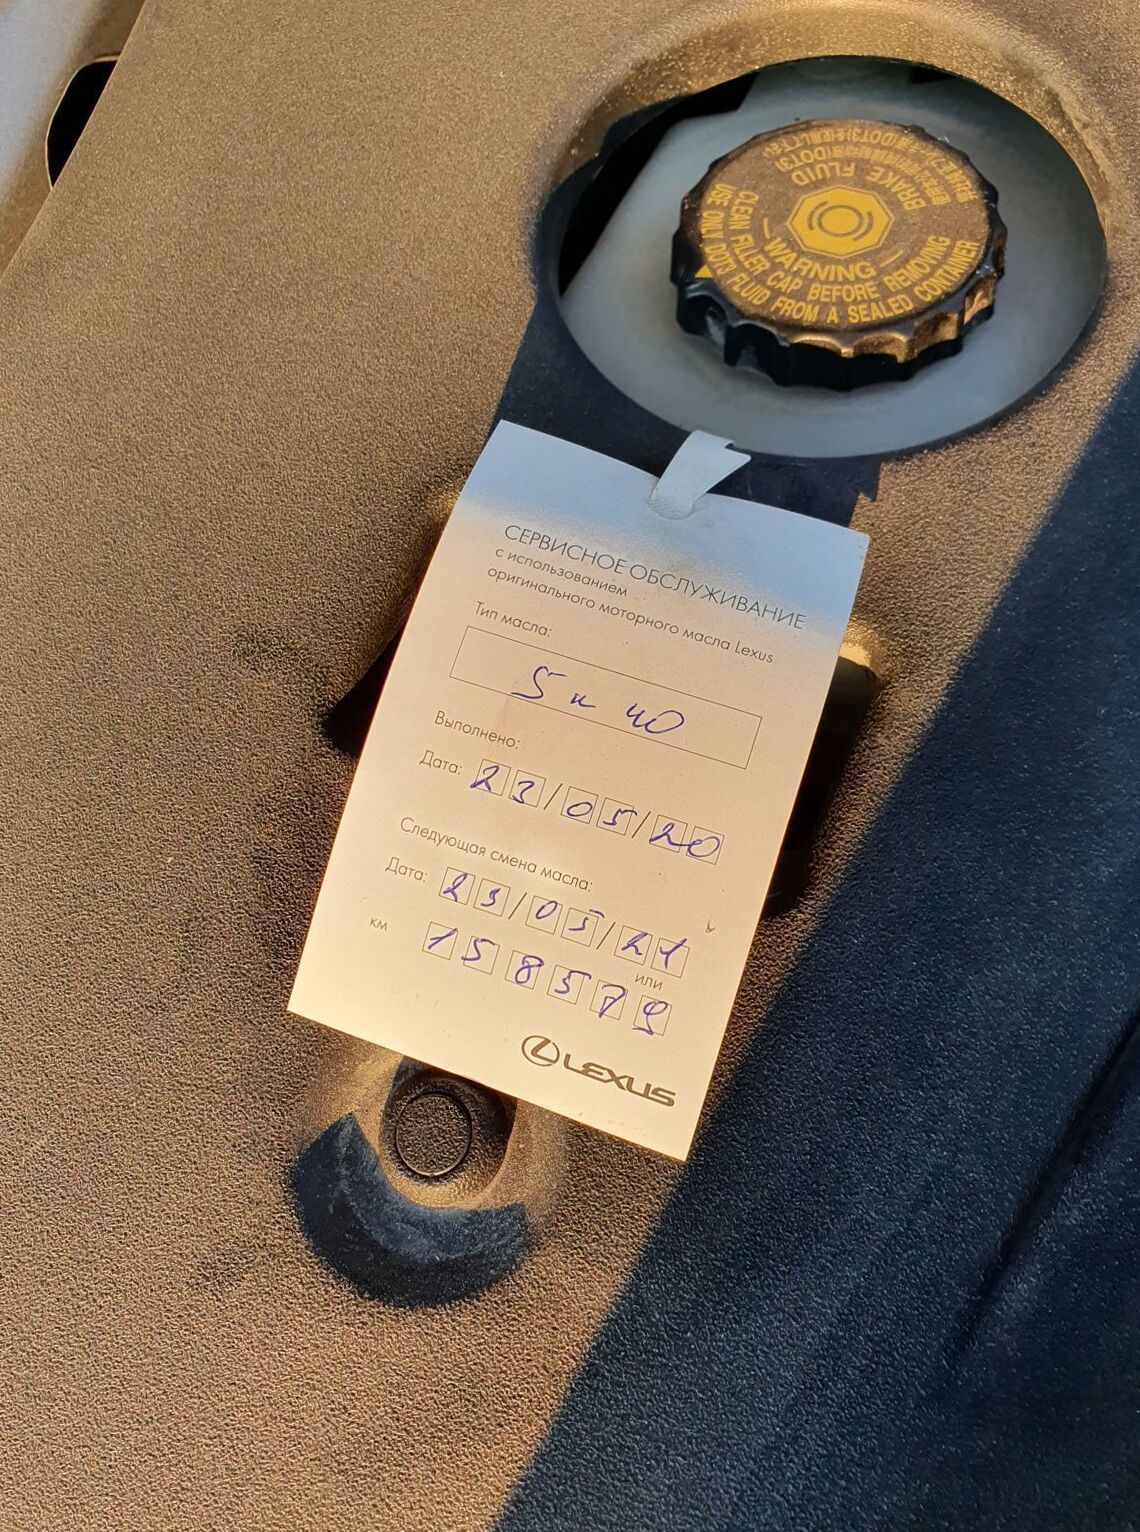 BRAKE FLUID
WARNING
CLEAN FILLER CAP BEFORE REMOVING
USE ONLY DOT3 FLUID FROM A SEALED CONTAINER
СЕРВИСНОЕ ОБСЛУЖИВАНИЕ
с использованием
оригинального моторного масла Lexus
Тип масла:
5 w 40
Выполнено:
Дата: 23/05/20
Следующая смена масла:
Дата: 23/05/21
или
км 158579
LEXUS